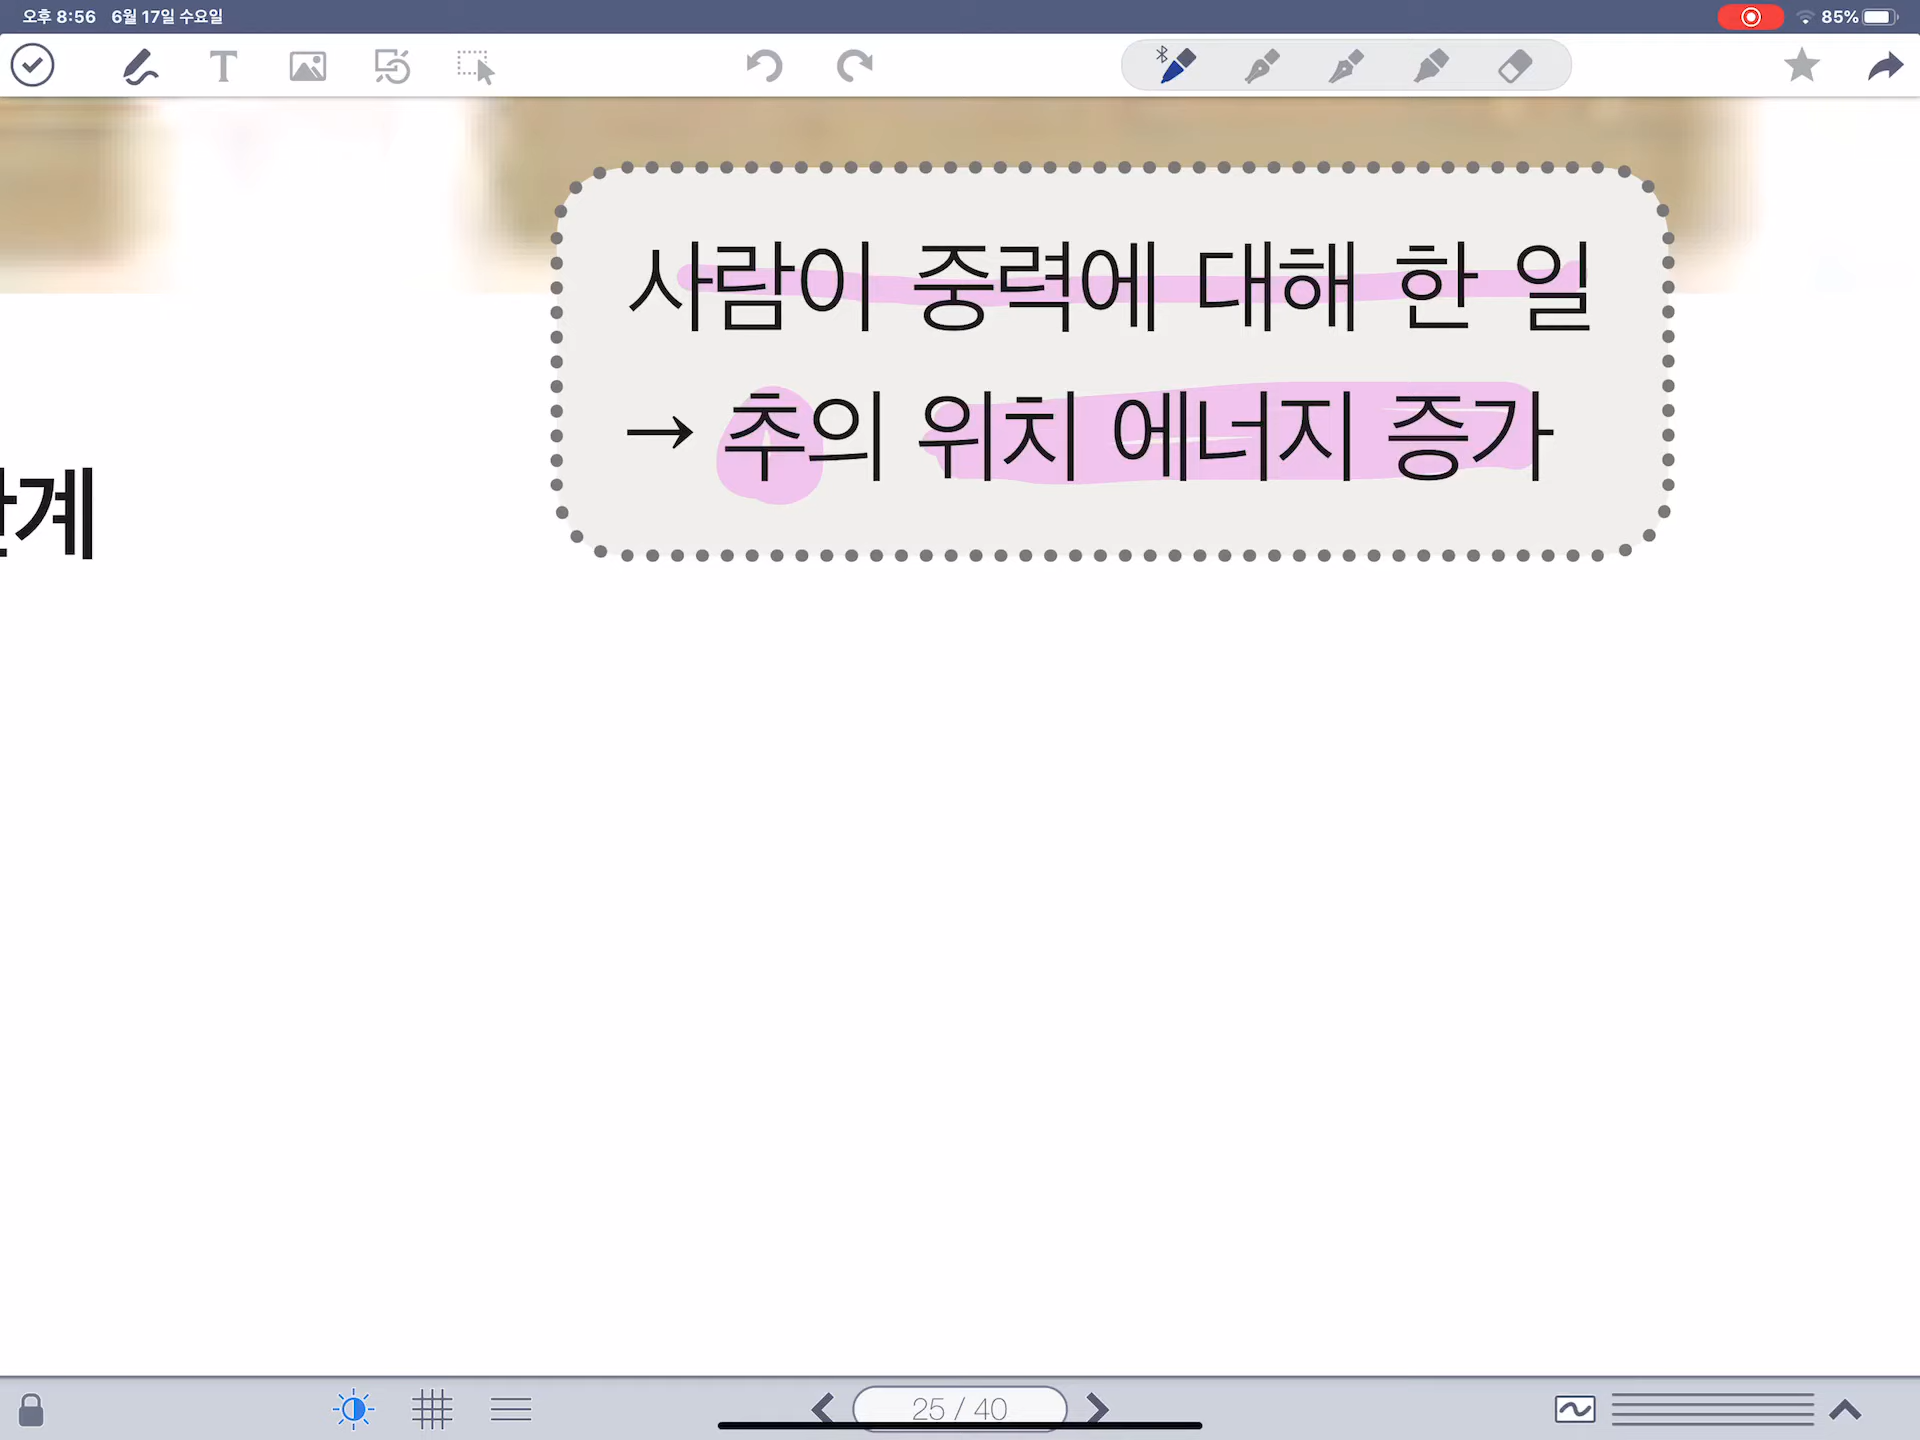 오후 8:56 6월 17일 수요일
85%
사람이 중력에 대해 한 일
→ 추의 위치 에너지 증가
계
25 / 40